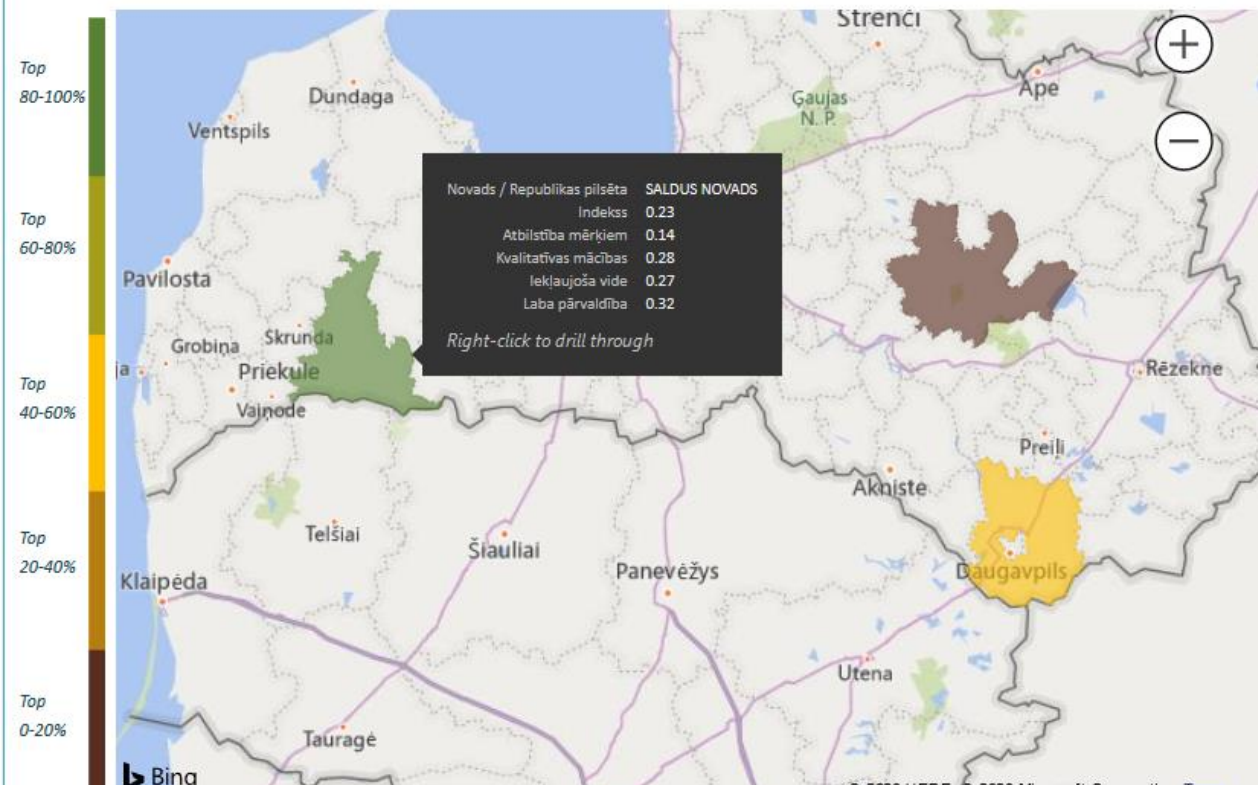 Top
80-100%
Top
60-80%
Top
40-60%
Top
20-40%
Top
0-20%
Strenči
Dundaga
Ape
Gaujas
N. P.
Ventspils
Novads / Republikas pilsēta SALDUS NOVADS
Indekss 0.23
Atbilstība mērķiem 0.14
Kvalitatīvas mācības 0.28
Iekļaujoša vide 0.27
Laba pārvaldība 0.32
Right-click to drill through
Pavilosta
Skrunda
Grobiņa
Priekule
Vaiņode
Rēzekne
Preiļi
Akniste
Telšiai
Šiauliai
Daugavpils
Panevėžys
Klaipėda
Utena
Tauragė
Bing